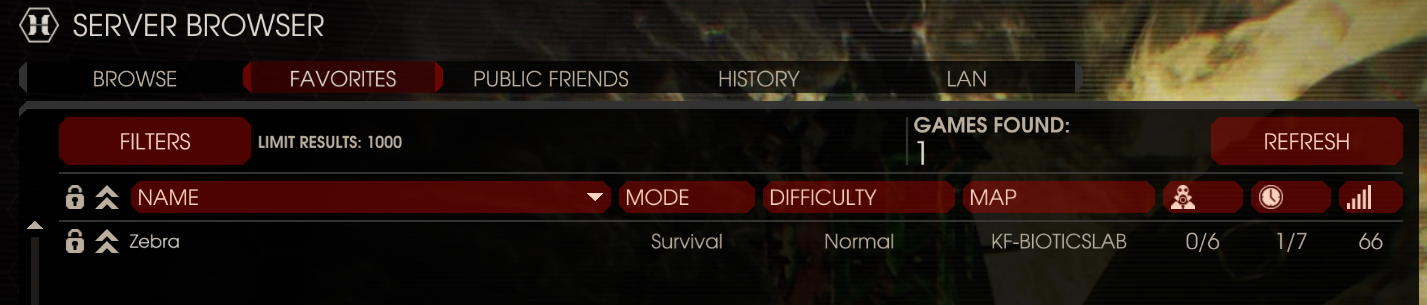 SERVER BROWSER
BROWSE FAVORITES PUBLIC FRIENDS HISTORY LAN
FILTERS LIMIT RESULTS: 1000 GAMES FOUND: 1 REFRESH
NAME MODE DIFFICULTY MAP
Zebra Survival Normal KF-BIOTICSLAB 0/6 1/7 66